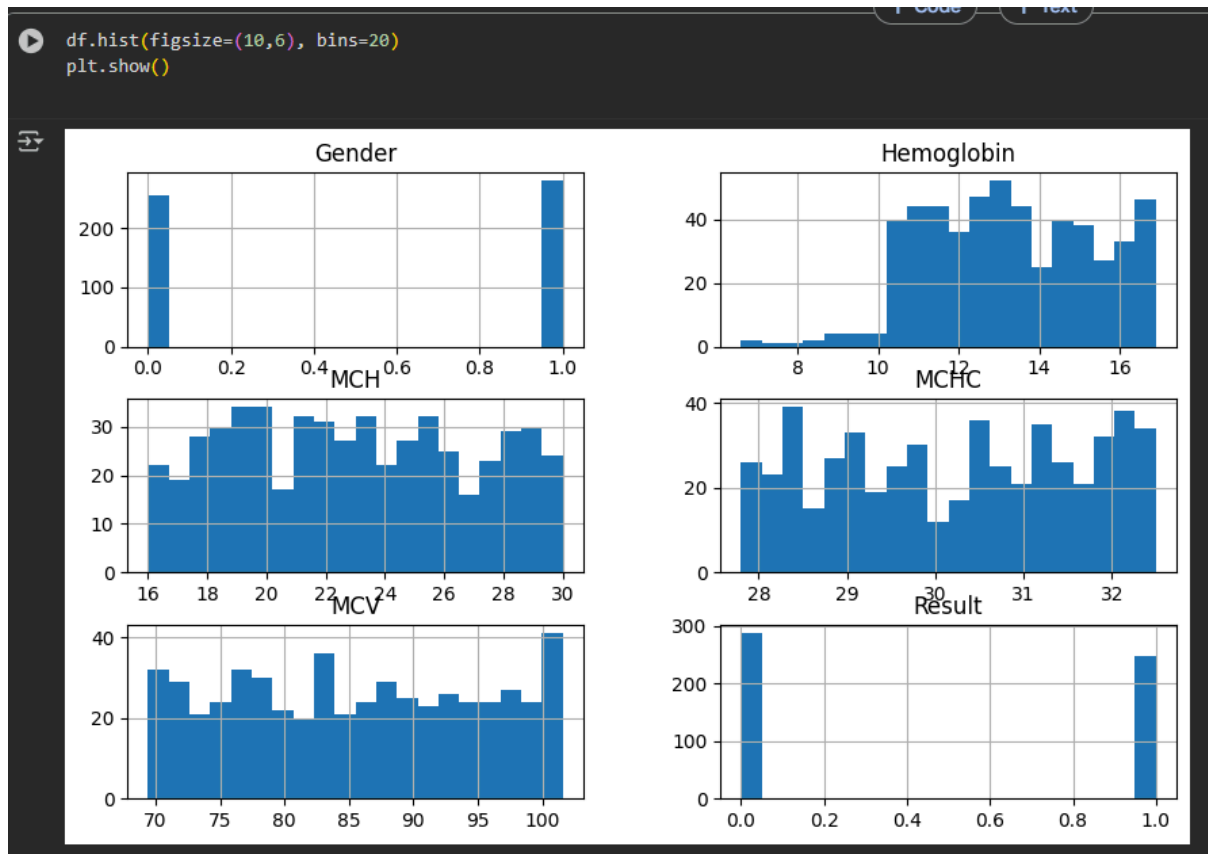 + Code
+ Text
df.hist(figsize=(10,6), bins=20)
plt.show()
Gender
Hemoglobin
200
100
0
0.0 0.2 0.4 0.6 0.8 1.0
40
20
0
8 10 12 14 16
MCH
MCHC
30
20
10
0
16 18 20 22 24 26 28 30
40
20
0
28 29 30 31 32
MCV
Result
40
20
0
70 75 80 85 90 95 100
300
200
100
0
0.0 0.2 0.4 0.6 0.8 1.0